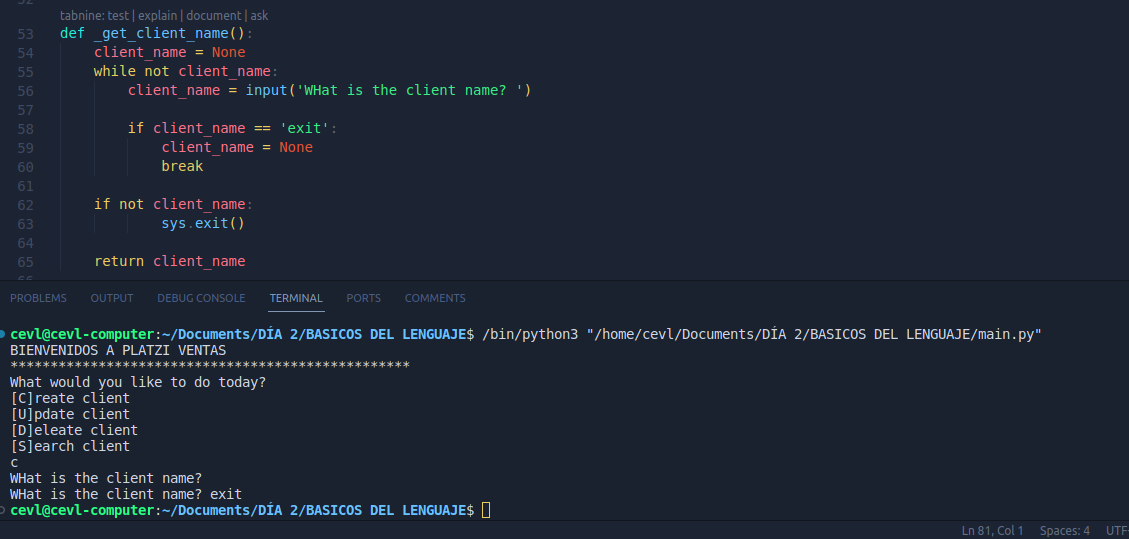 52
tabnine: test | explain | document | ask
53 def _get_client_name():
54 client_name = None
55 while not client_name:
56 client_name = input('WHat is the client name? ')
57
58 if client_name == 'exit':
59 client_name = None
60 break
61
62 if not client_name:
63 sys.exit()
64
65 return client_name
66
PROBLEMS OUTPUT DEBUG CONSOLE TERMINAL PORTS COMMENTS
cevl@cevl-computer:~/Documents/DÍA 2/BASICOS DEL LENGUAJE$ /bin/python3 "/home/cevl/Documents/DÍA 2/BASICOS DEL LENGUAJE/main.py"
BIENVENIDOS A PLATZI VENTAS
**************************************************
What would you like to do today?
[C]reate client
[U]pdate client
[D]eleate client
[S]earch client
c
WHat is the client name?
WHat is the client name? exit
cevl@cevl-computer:~/Documents/DÍA 2/BASICOS DEL LENGUAJE$
Ln 81, Col 1 Spaces: 4 UTF